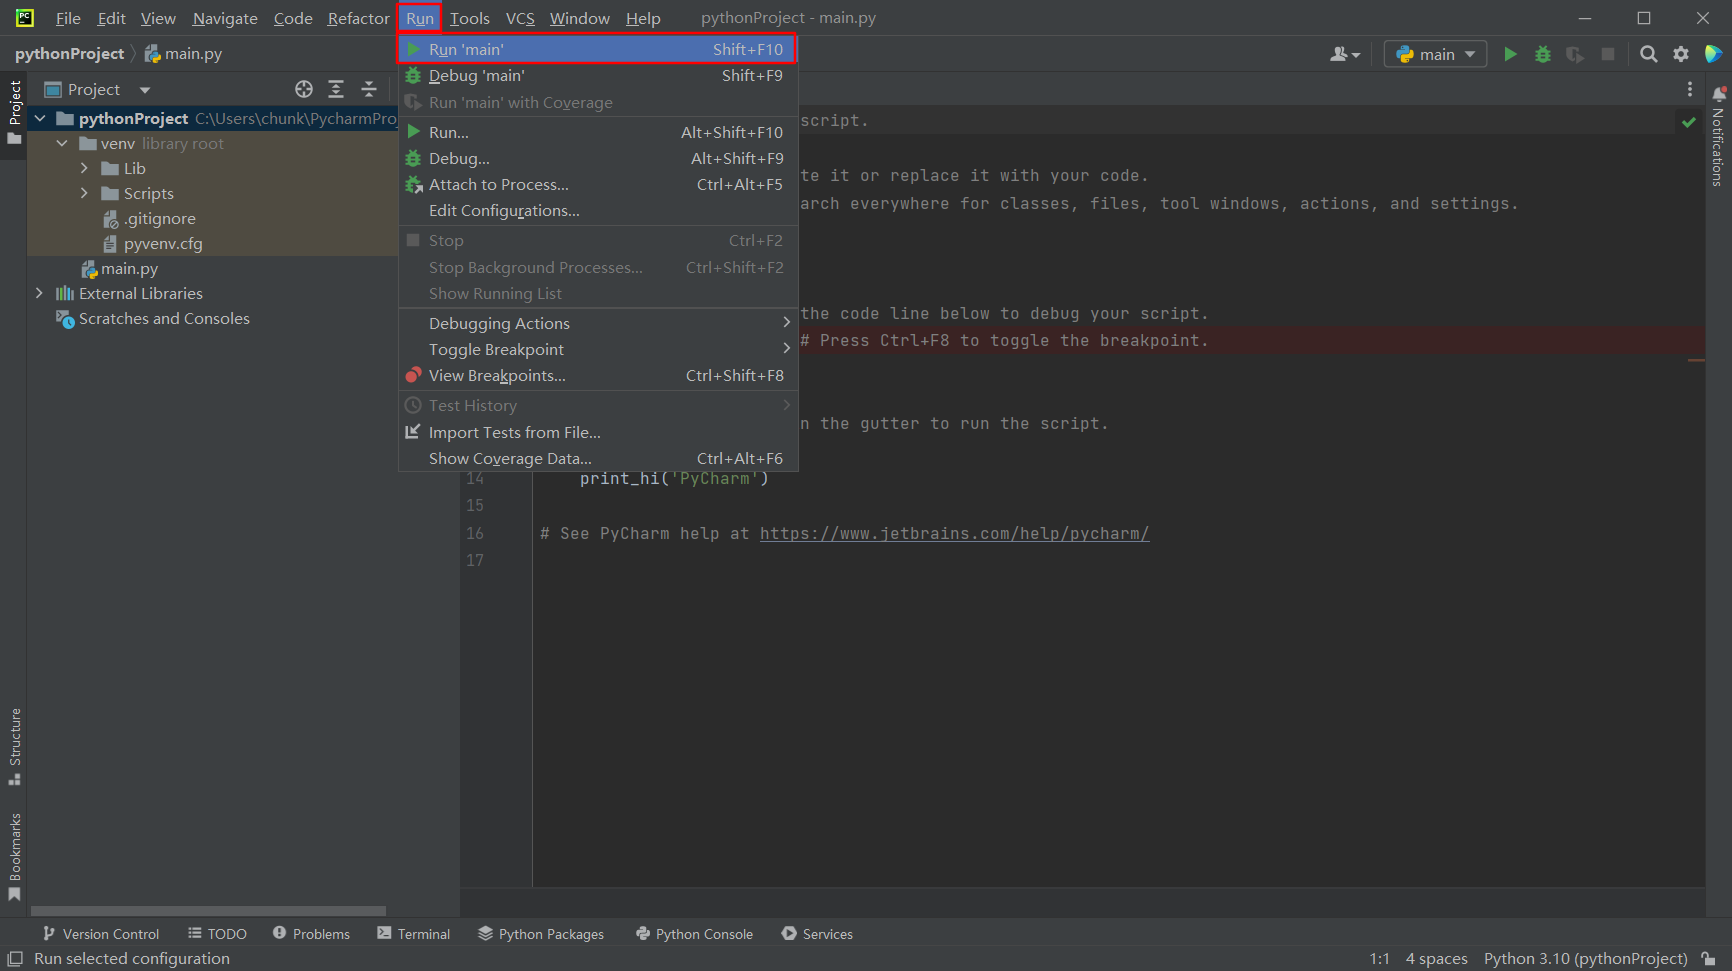 PC
File Edit View Navigate Code Refactor Run Tools VCS Window Help pythonProject - main.py
pythonProject main.py
main
Project
Project
Run 'main' Shift+F10
Debug 'main' Shift+F9
Run 'main' with Coverage
Run... Alt+Shift+F10
Debug... Alt+Shift+F9
Attach to Process... Ctrl+Alt+F5
Edit Configurations...
Stop Ctrl+F2
Stop Background Processes... Ctrl+Shift+F2
Show Running List
Debugging Actions
Toggle Breakpoint
View Breakpoints... Ctrl+Shift+F8
Test History
Import Tests from File...
Show Coverage Data... Ctrl+Alt+F6
pythonProject C:\Users\chunk\PycharmProj
venv library root
Lib
Scripts
.gitignore
pyvenv.cfg
main.py
External Libraries
Scratches and Consoles
script.
te it or replace it with your code.
arch everywhere for classes, files, tool windows, actions, and settings.
the code line below to debug your script.
# Press Ctrl+F8 to toggle the breakpoint.
n the gutter to run the script.
14 print_hi('PyCharm')
15
16 # See PyCharm help at https://www.jetbrains.com/help/pycharm/
17
Notifications
Structure
Bookmarks
Version Control TODO Problems Terminal Python Packages Python Console Services
Run selected configuration 1:1 4 spaces Python 3.10 (pythonProject)